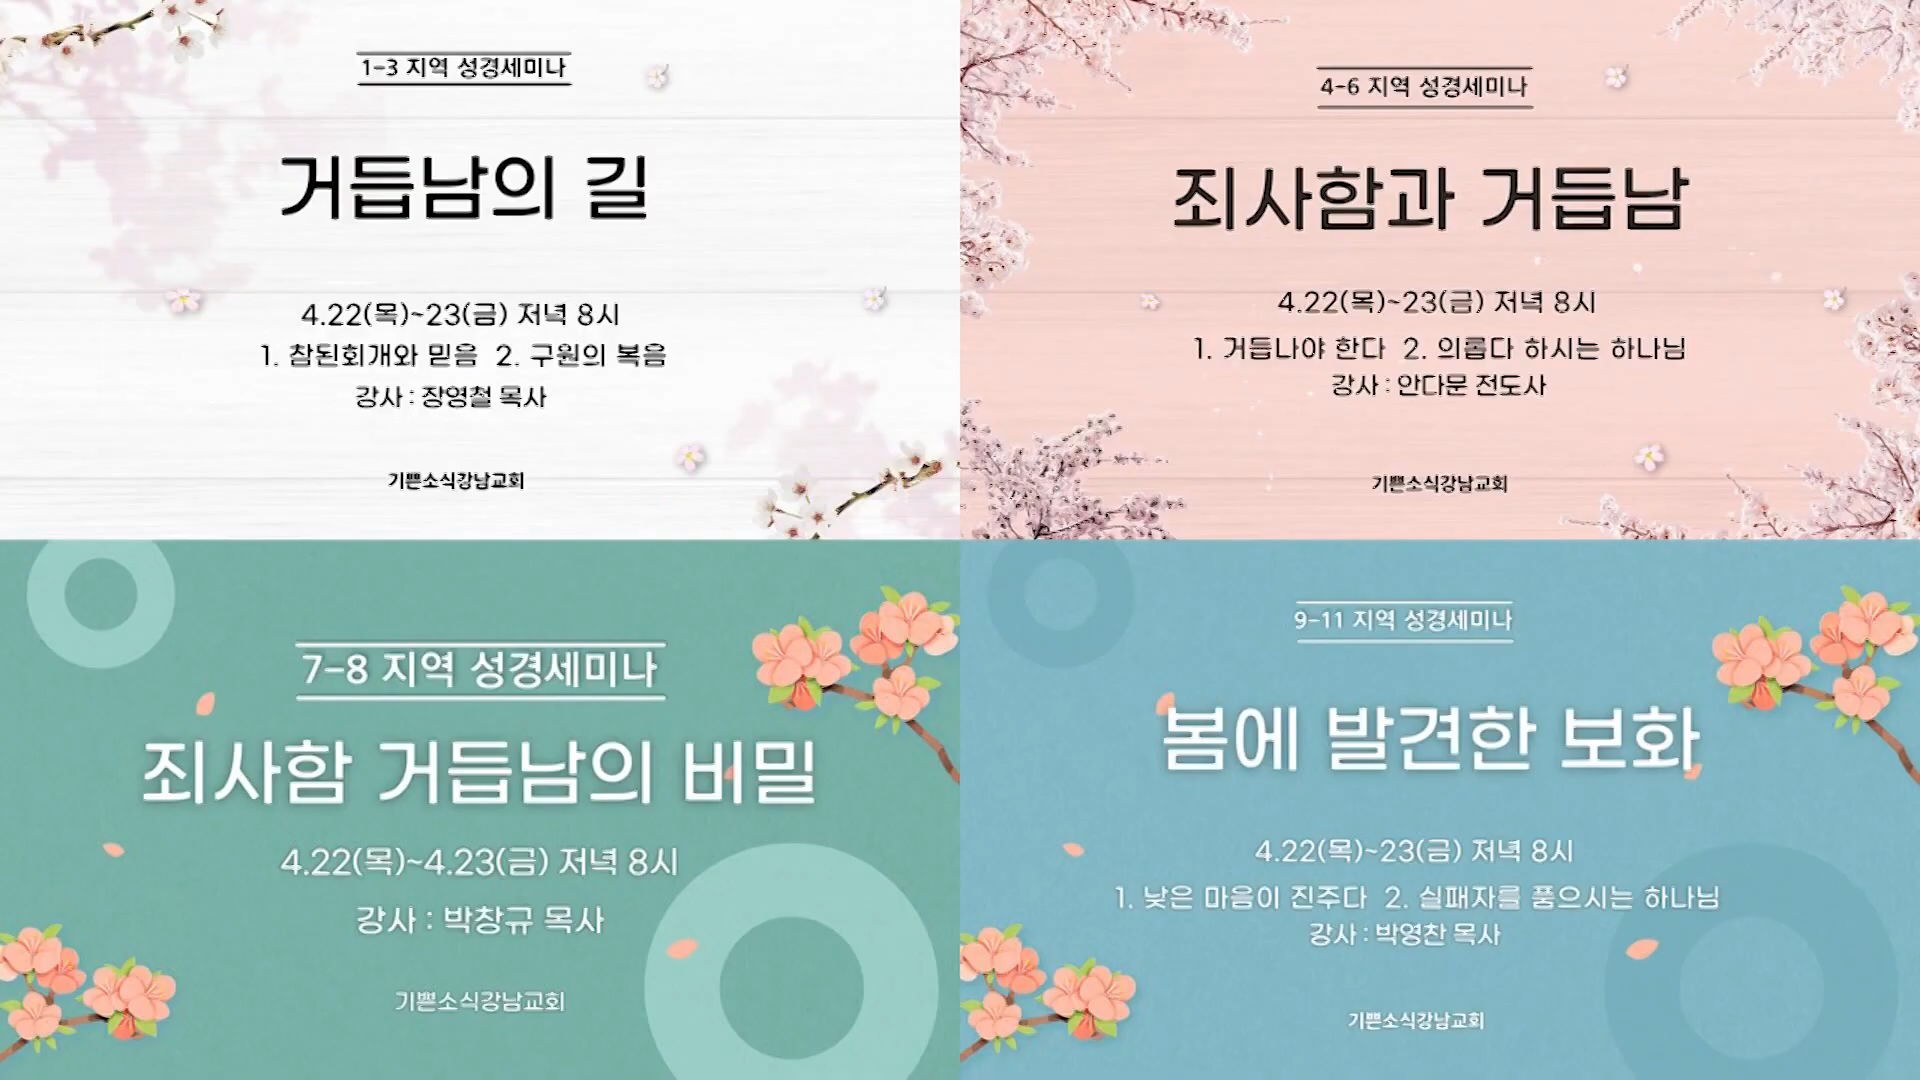 1-3 지역 성경세미나
거듭남의 길
4.22(목)~23(금) 저녁 8시
1. 참된회개와 믿음 2. 구원의 복음
강사 : 장영철 목사
기쁜소식강남교회
4-6 지역 성경세미나
죄사함과 거듭남
4.22(목)~23(금) 저녁 8시
1. 거듭나야 한다 2. 의롭다 하시는 하나님
강사 : 안다문 전도사
기쁜소식강남교회
7-8 지역 성경세미나
죄사함 거듭남의 비밀
4.22(목)~4.23(금) 저녁 8시
강사 : 박창규 목사
기쁜소식강남교회
9-11 지역 성경세미나
봄에 발견한 보화
4.22(목)~23(금) 저녁 8시
1. 낮은 마음이 진주다 2. 실패자를 품으시는 하나님
강사 : 박영찬 목사
기쁜소식강남교회